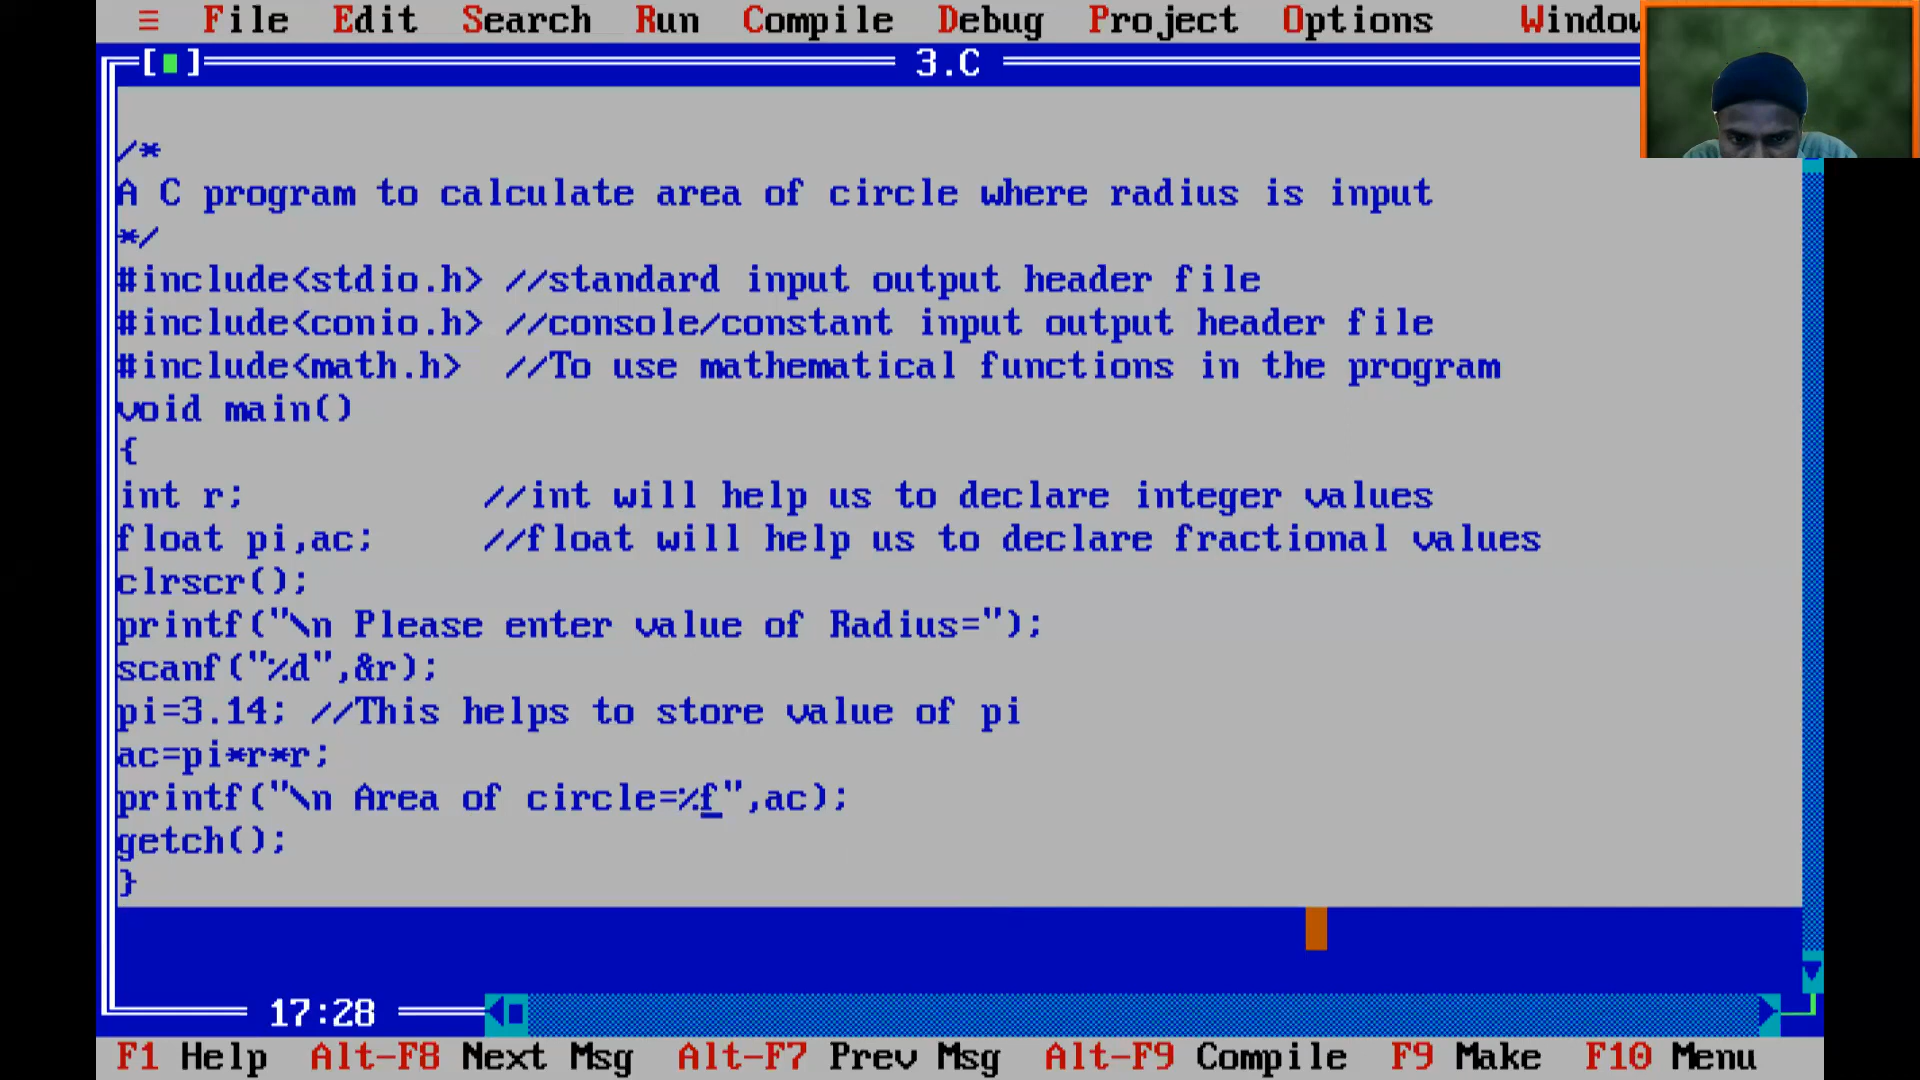 ≡ File Edit Search Run Compile Debug Project Options Window
[■] 3.C
/*
A C program to calculate area of circle where radius is input
*/
#include<stdio.h> //standard input output header file
#include<conio.h> //console/constant input output header file
#include<math.h> //To use mathematical functions in the program
void main()
{
int r; //int will help us to declare integer values
float pi,ac; //float will help us to declare fractional values
clrscr();
printf("\n Please enter value of Radius=");
scanf("%d",&r);
pi=3.14; //This helps to store value of pi
ac=pi*r*r;
printf("\n Area of circle=%f",ac);
getch();
}
17:28
F1 Help Alt-F8 Next Msg Alt-F7 Prev Msg Alt-F9 Compile F9 Make F10 Menu